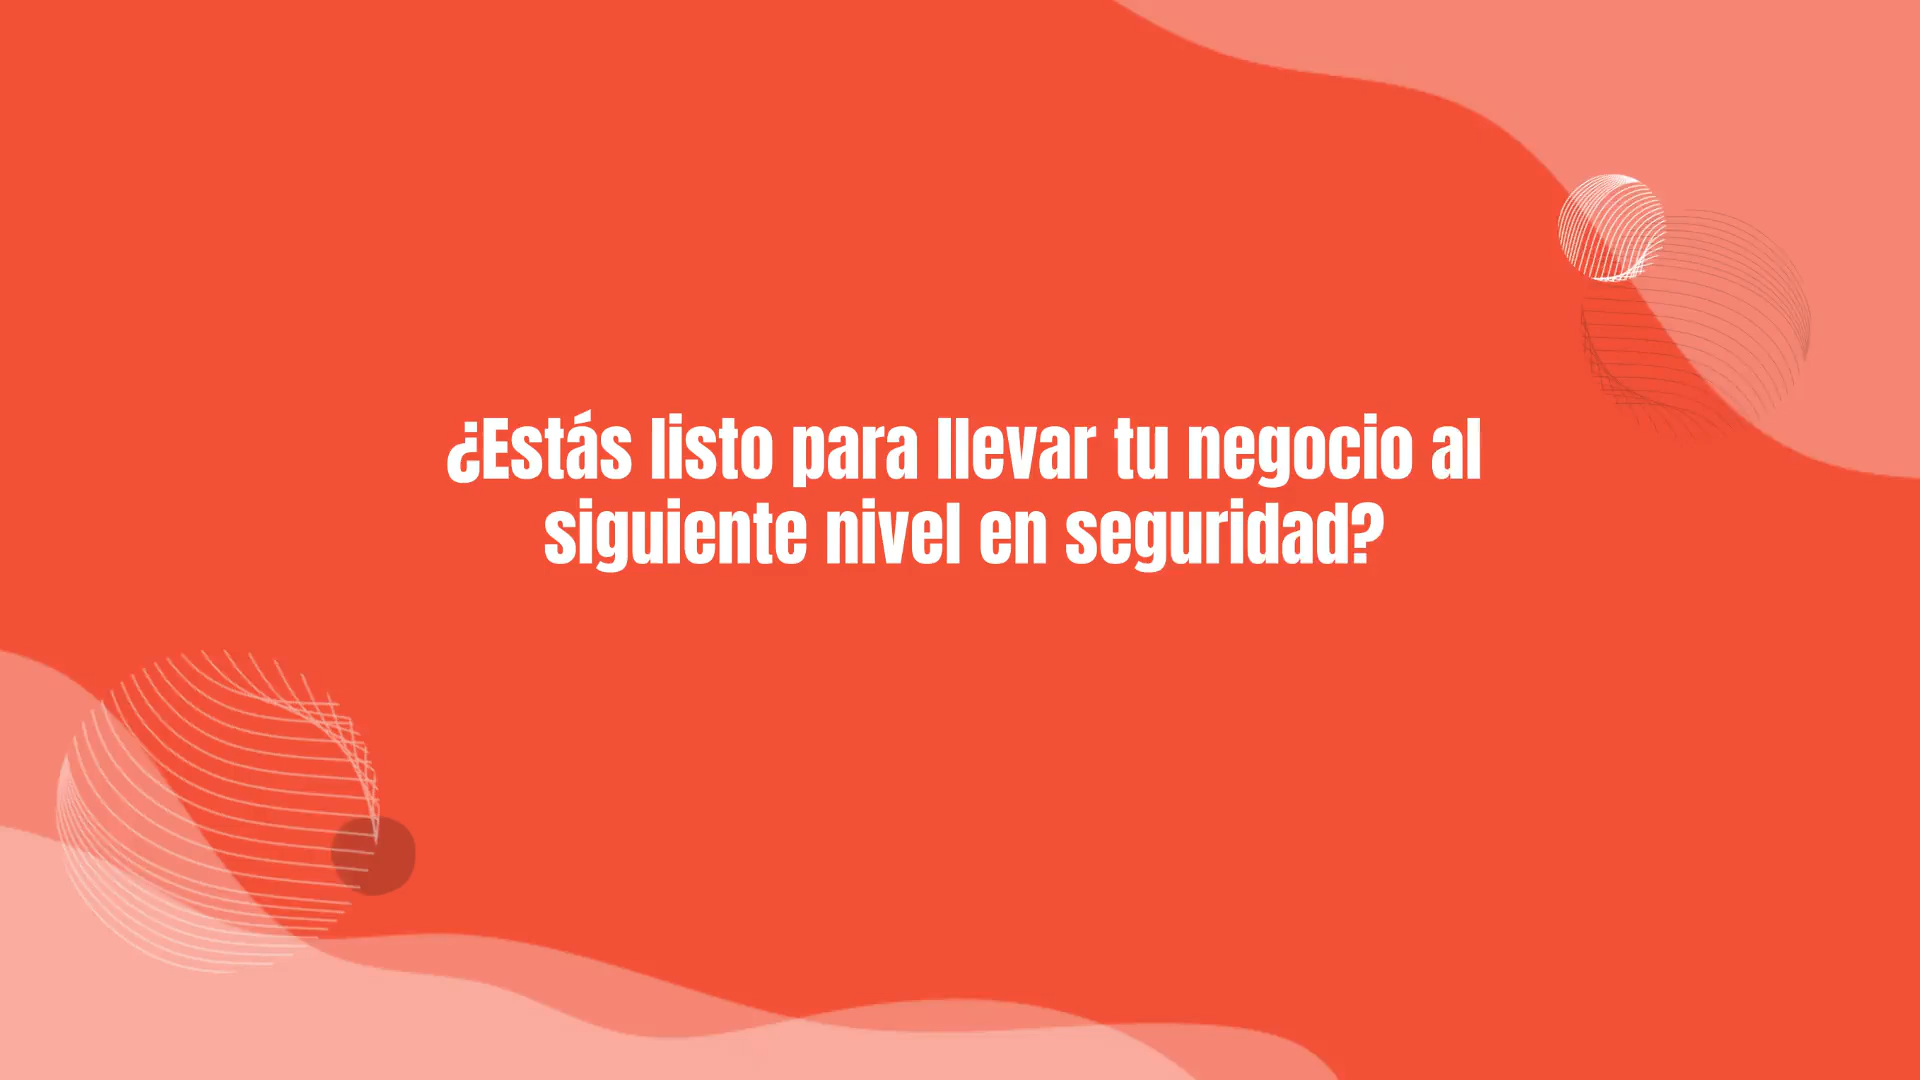 ¿Estás listo para llevar tu negocio al
siguiente nivel en seguridad?